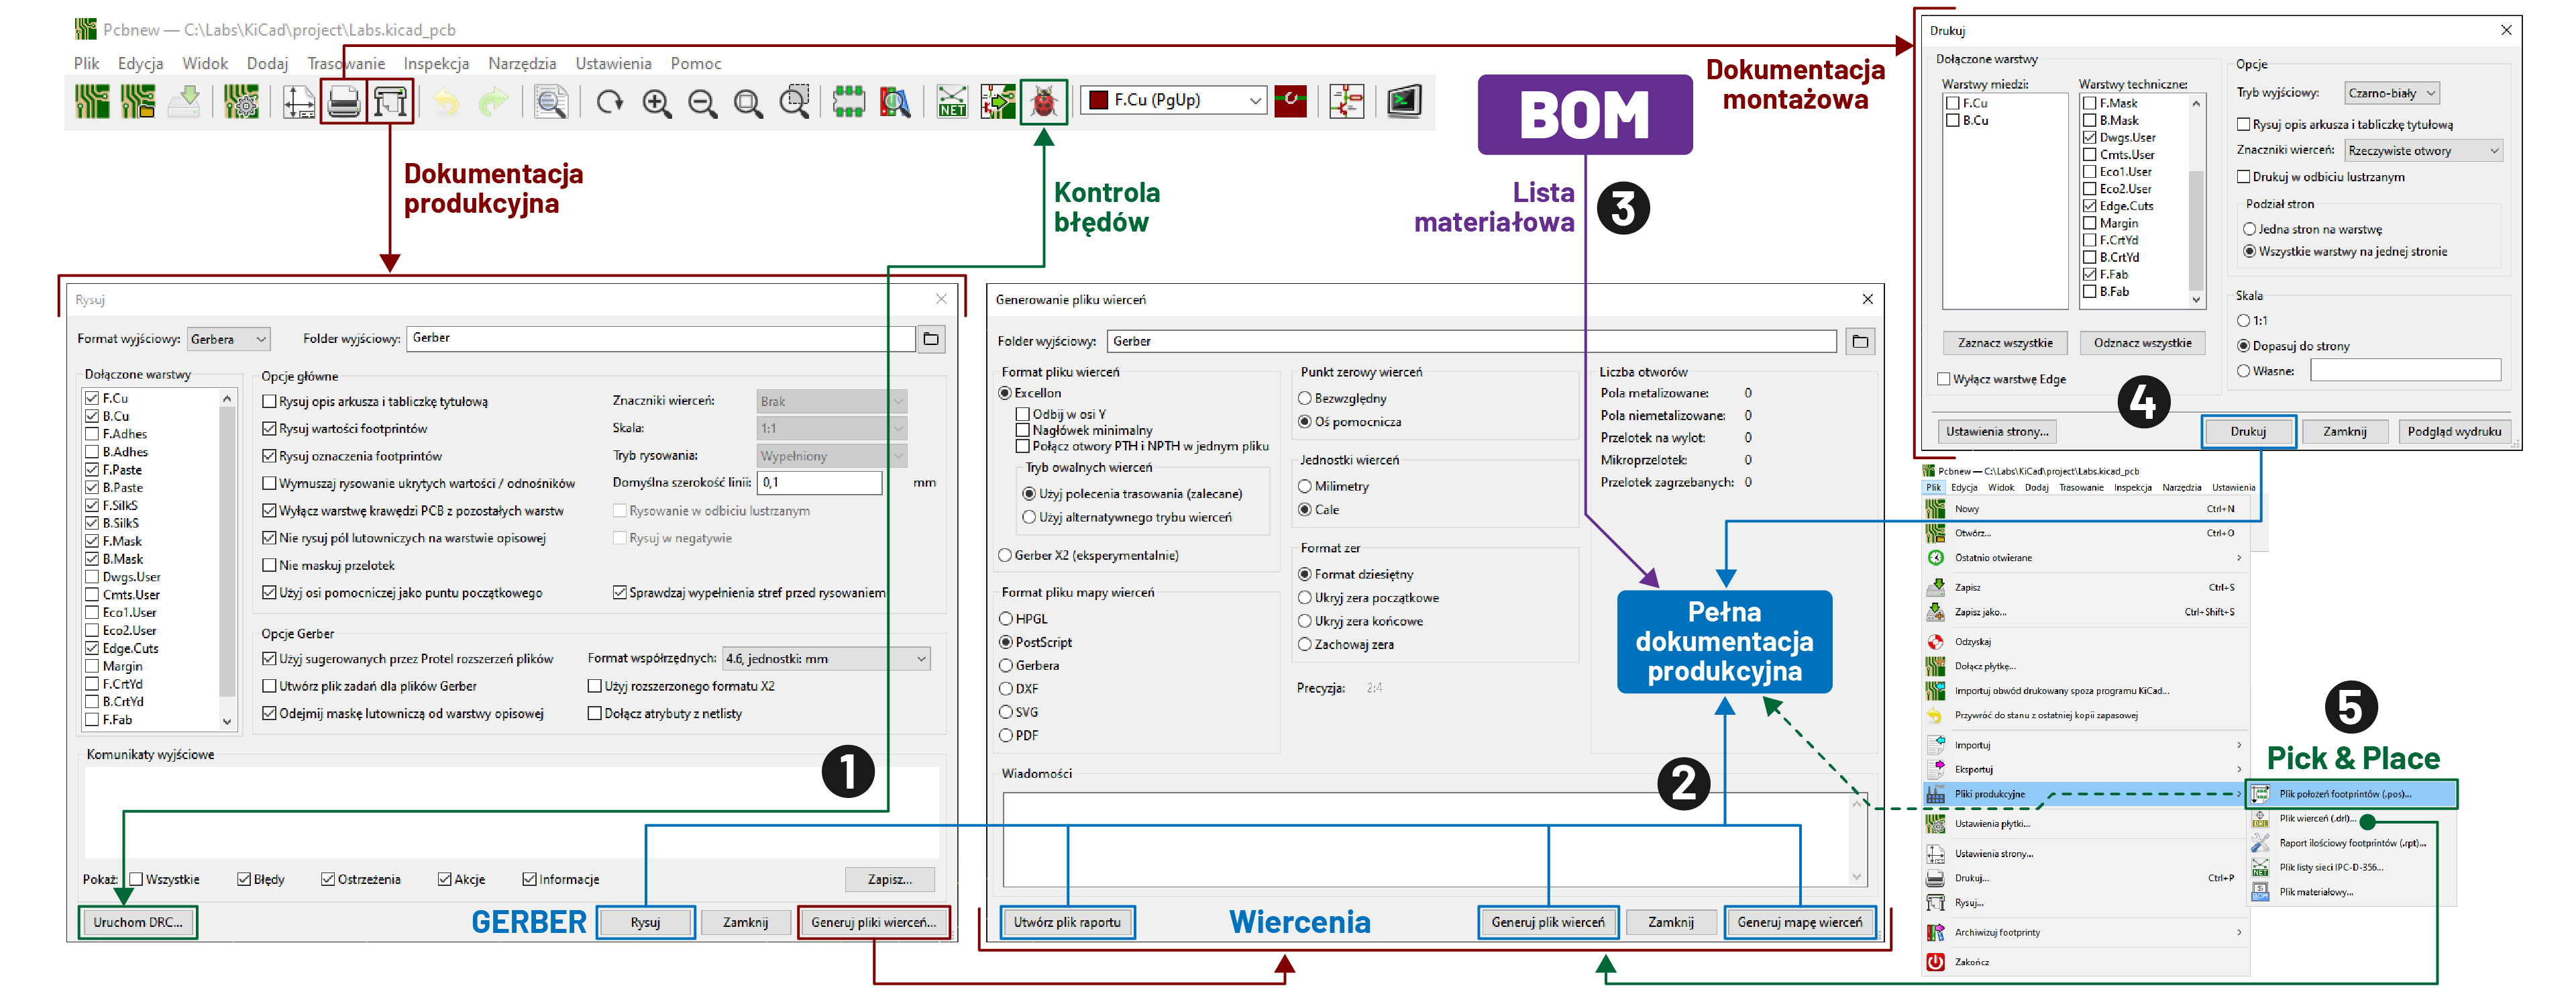 Pcbnew — C:\Labs\KiCad\project\Labs.kicad_pcb
Plik Edycja Widok Dodaj Trasowanie Inspekcja Narzędzia Ustawienia Pomoc
NET
F.Cu (PgUp)
Dokumentacja
produkcyjna
Kontrola
błędów
BOM
Lista
materiałowa
3
Dokumentacja
montażowa
Drukuj
Dołączone warstwy
Warstwy miedzi:
F.Cu
B.Cu
Warstwy techniczne:
F.Mask
B.Mask
Dwgs.User
Cmts.User
Eco1.User
Eco2.User
Edge.Cuts
Margin
F.CrtYd
B.CrtYd
F.Fab
B.Fab
Zaznacz wszystkie
Odznacz wszystkie
Wyłącz warstwę Edge
Opcje
Tryb wyjściowy: Czarno-biały
Rysuj opis arkusza i tabliczkę tytułową
Znaczniki wierceń: Rzeczywiste otwory
Drukuj w odbiciu lustrzanym
Podział stron
Jedna stron na warstwę
Wszystkie warstwy na jednej stronie
Skala
1:1
Dopasuj do strony
Własne:
4
Ustawienia strony...
Drukuj
Zamknij
Podgląd wydruku
Rysuj
Format wyjściowy: Gerbera
Folder wyjściowy: Gerber
Dołączone warstwy
F.Cu
B.Cu
F.Adhes
B.Adhes
F.Paste
B.Paste
F.SilkS
B.SilkS
F.Mask
B.Mask
Dwgs.User
Cmts.User
Eco1.User
Eco2.User
Edge.Cuts
Margin
F.CrtYd
B.CrtYd
F.Fab
Opcje główne
Rysuj opis arkusza i tabliczkę tytułową
Rysuj wartości footprintów
Rysuj oznaczenia footprintów
Wymuszaj rysowanie ukrytych wartości / odnośników
Wyłącz warstwę krawędzi PCB z pozostałych warstw
Nie rysuj pól lutowniczych na warstwie opisowej
Nie maskuj przelotek
Użyj osi pomocniczej jako puntu początkowego
Znaczniki wierceń: Brak
Skala: 1:1
Tryb rysowania: Wypełniony
Domyślna szerokość linii: 0,1 mm
Rysowanie w odbiciu lustrzanym
Rysuj w negatywie
Sprawdzaj wypełnienia stref przed rysowaniem
Opcje Gerber
Użyj sugerowanych przez Protel rozszerzeń plików
Utwórz plik zadań dla plików Gerber
Odejmij maskę lutowniczą od warstwy opisowej
Format współrzędnych: 4.6, jednostki: mm
Użyj rozszerzonego formatu X2
Dołącz atrybuty z netlisty
Komunikaty wyjściowe
1
Pokaż: Wszystkie Błędy Ostrzeżenia Akcje Informacje
Zapisz...
Uruchom DRC...
GERBER
Rysuj
Zamknij
Generuj pliki wierceń...
Generowanie pliku wierceń
Folder wyjściowy: Gerber
Format pliku wierceń
Excellon
Odbij w osi Y
Nagłówek minimalny
Połącz otwory PTH i NPTH w jednym pliku
Tryb owalnych wierceń
Użyj polecenia trasowania (zalecane)
Użyj alternatywnego trybu wierceń
Gerber X2 (eksperymentalnie)
Format pliku mapy wierceń
HPGL
PostScript
Gerbera
DXF
SVG
PDF
Punkt zerowy wierceń
Bezwzględny
Oś pomocnicza
Jednostki wierceń
Milimetry
Cale
Format zer
Format dziesiętny
Ukryj zera początkowe
Ukryj zera końcowe
Zachowaj zera
Precyzja: 2:4
Liczba otworów
Pola metalizowane: 0
Pola niemetalizowane: 0
Przelotek na wylot: 0
Mikroprzelotek: 0
Przelotek zagrzebanych: 0
Pełna
dokumentacja
produkcyjna
Wiadomości
2
Utwórz plik raportu
Wiercenia
Generuj plik wierceń
Zamknij
Generuj mapę wierceń
Pcbnew — C:\Labs\KiCad\project\Labs.kicad_pcb
Plik Edycja Widok Dodaj Trasowanie Inspekcja Narzędzia Ustawienia
Nowy Ctrl+N
Otwórz... Ctrl+O
Ostatnio otwierane
Zapisz Ctrl+S
Zapisz jako... Ctrl+Shift+S
Odzyskaj
Dołącz płytkę...
Importuj obwód drukowany spoza programu KiCad...
Przywróć do stanu z ostatniej kopii zapasowej
Importuj
Eksportuj
Pliki produkcyjne
Ustawienia płytki...
Ustawienia strony...
Drukuj... Ctrl+P
Rysuj...
Archiwizuj footprinty
Zakończ
5
Pick & Place
Plik położeń footprintów (.pos)...
DRL
Plik wierceń (.drl)...
Raport ilościowy footprintów (.rpt)...
NET
Plik listy sieci IPC-D-356...
BOM
Plik materiałowy...